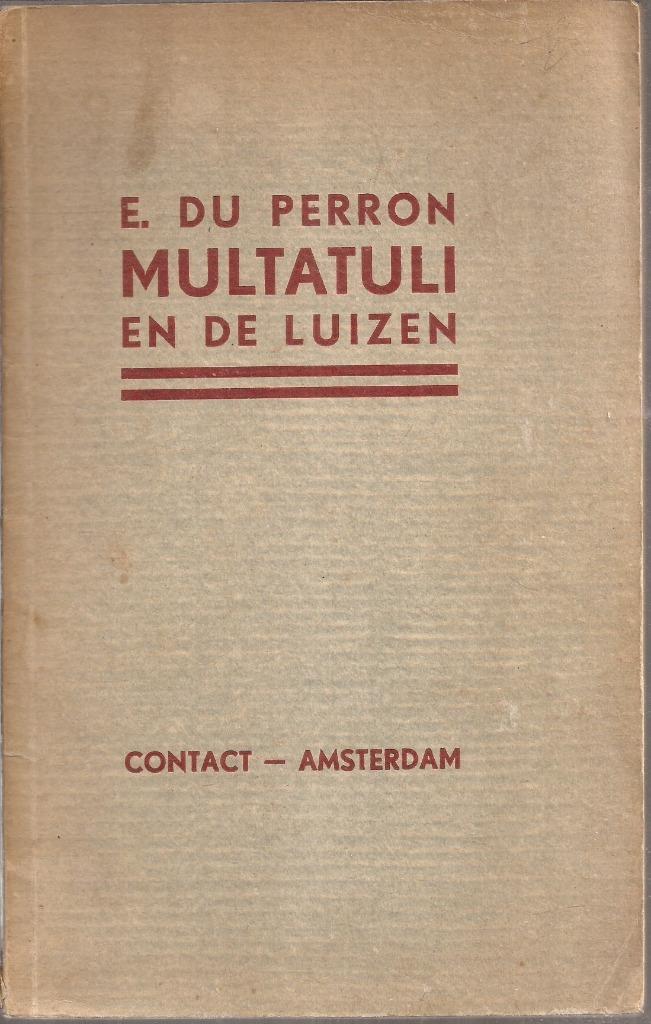 E. DU PERRON
MULTATULI
EN DE LUIZEN
CONTACT — AMSTERDAM